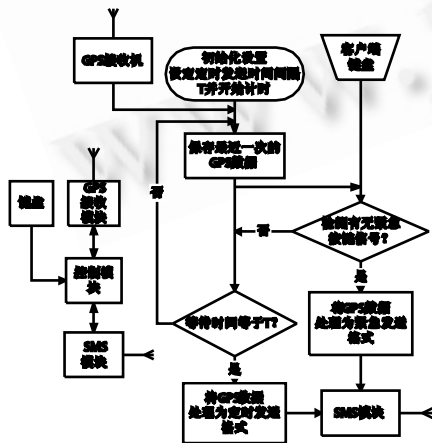 GPS接收机
初始化设置
设定定时发送时间间隔
T并开始计时
客户端
键盘
保存最近一次的
GPS数据
否
键盘
GPS
接收
模块
控制模
块
SMS
模块
检测有无紧急
按键信号?
否
是
等待时间等于T?
将GPS数据
处理为紧急发送
格式
是
将GPS数据
处理为定时发送
格式
SMS模块